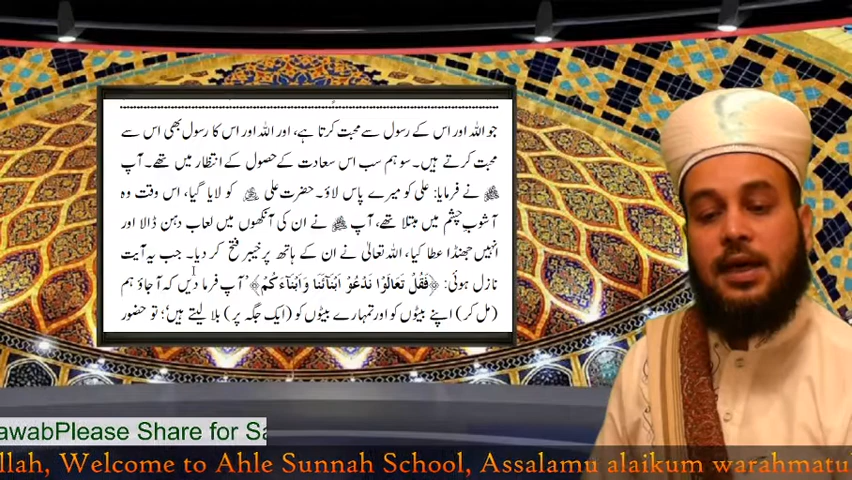 جو اللہ اور اس کے رسول سے محبت کرتا ہے، اور اللہ اور اس کا رسول بھی اس سے
محبت کرتے ہیں۔ سو ہم سب اس سعادت کے حصول کے انتظار میں تھے۔ آپ
ﷺ نے فرمایا: علی کو میرے پاس لاؤ۔ حضرت علی کو لایا گیا، اس وقت وہ
آشوبِ چشم میں مبتلا تھے، آپ ﷺ نے ان کی آنکھوں میں لعاب دہن ڈالا اور
انہیں جھنڈا عطا کیا، اللہ تعالیٰ نے ان کے ہاتھ پر خیبر فتح کر دیا۔ جب یہ آیت
نازل ہوئی: ﴿فَقُلْ تَعَالَوْا نَدْعُ اَبْنَآءَنَا وَاَبْنَآءَكُمْ﴾ ’آپ فرما دیں کہ آ جاؤ ہم
(مل کر) اپنے بیٹوں کو اور تمہارے بیٹوں کو (ایک جگہ پر) بلا لیتے ہیں‘؛ تو حضور
awabPlease Share for Sa
llah, Welcome to Ahle Sunnah School, Assalamu alaikum warahmatul